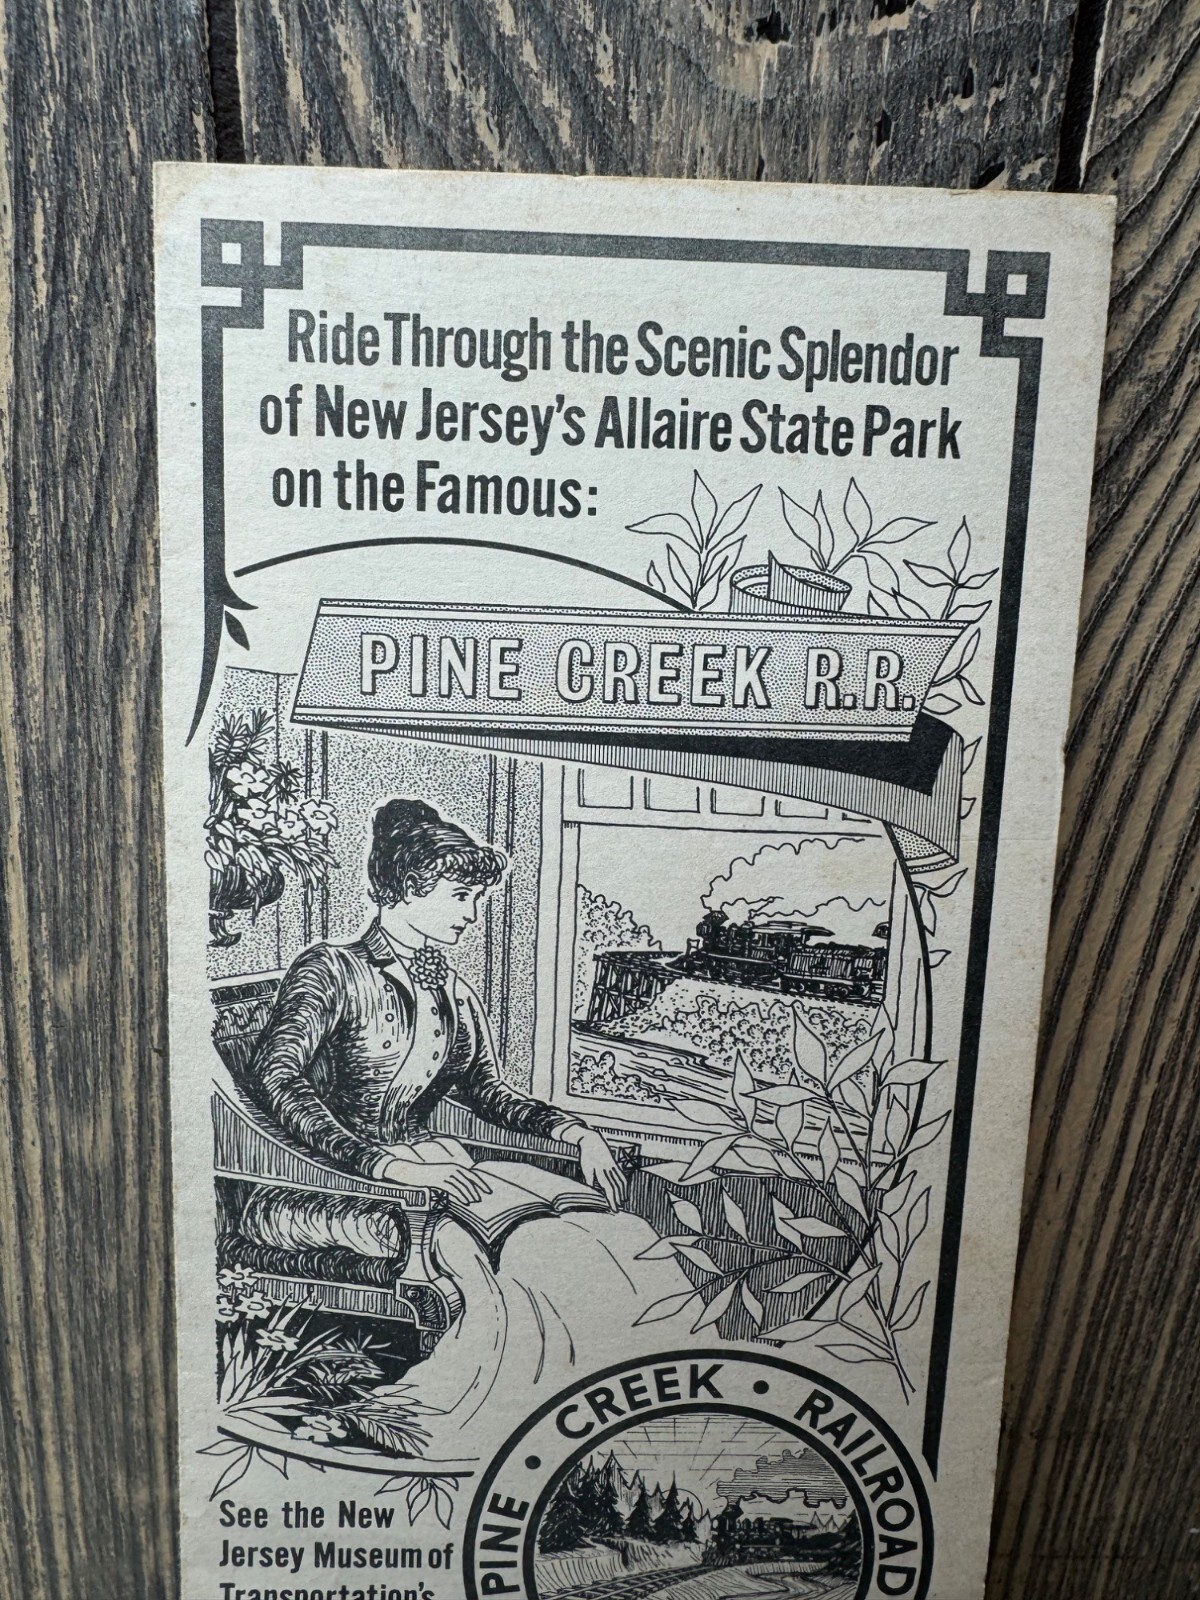 Ride Through the Scenic Splendor
of New Jersey's Allaire State Park
on the Famous:
PINE CREEK R.R.
PINE • CREEK • RAILROAD
See the New
Jersey Museum of
Transportation's